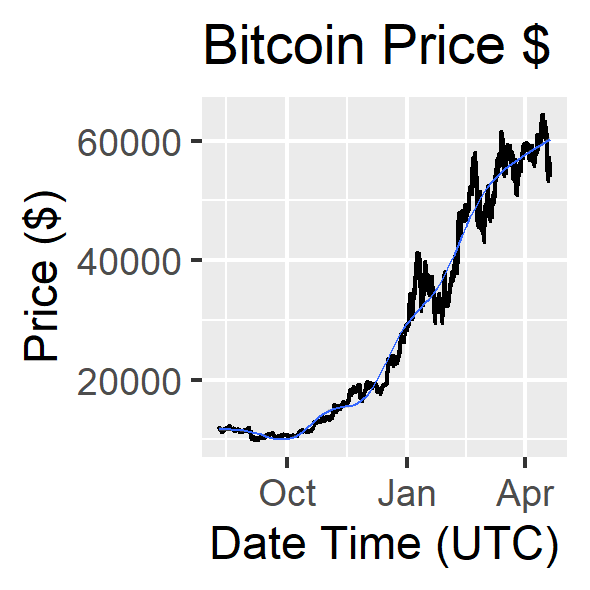 Bitcoin Price $
Price ($)
60000
40000
20000
Oct Jan Apr
Date Time (UTC)